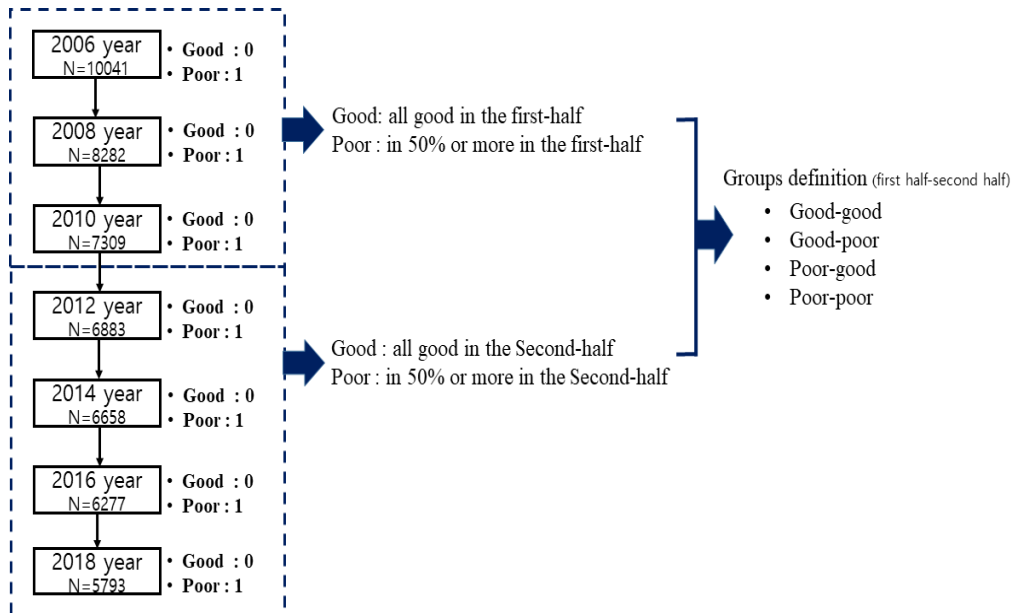 2006 year
N=10041
• Good : 0
• Poor : 1
2008 year
N=8282
• Good : 0
• Poor : 1
2010 year
N=7309
• Good : 0
• Poor : 1
Good: all good in the first-half
Poor : in 50% or more in the first-half
2012 year
N=6883
• Good : 0
• Poor : 1
2014 year
N=6658
• Good : 0
• Poor : 1
2016 year
N=6277
• Good : 0
• Poor : 1
2018 year
N=5793
• Good : 0
• Poor : 1
Good : all good in the Second-half
Poor : in 50% or more in the Second-half
Groups definition (first half-second half)
• Good-good
• Good-poor
• Poor-good
• Poor-poor